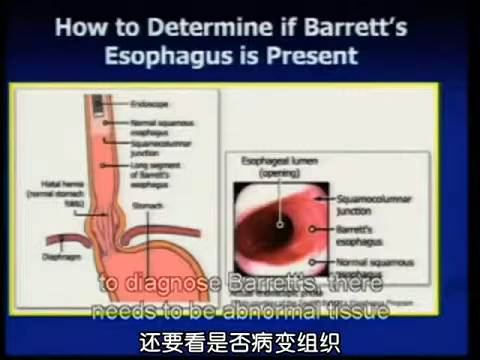 How to Determine if Barrett's
Esophagus is Present
Endoscope
Normal squamous
esophagus
Squamocolumnar
junction
Long segment
of Barrett's
esophagus
Hiatal hernia
(normal stomach
folds)
Stomach
Diaphragm
Esophageal lumen
(opening)
Squamocolumnar
junction
Barrett's
esophagus
Normal squamous
esophagus
to diagnose Barrett's, there
needs to be abnormal tissue
还要看是否病变组织